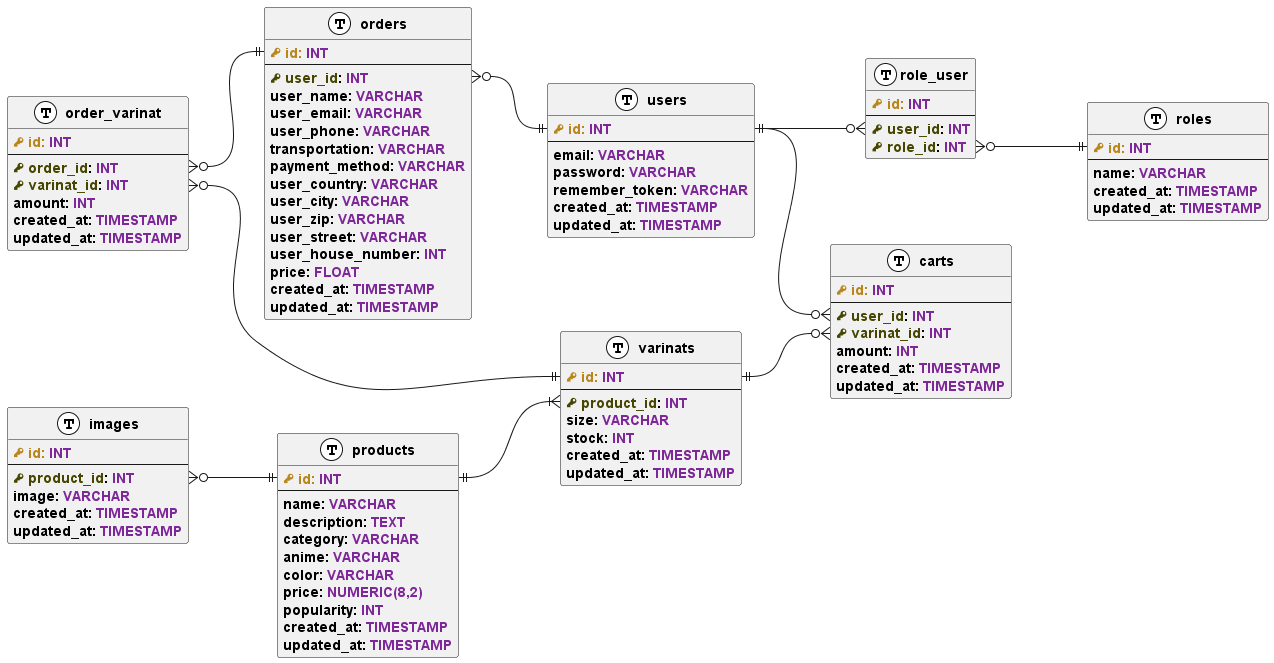 orders
id: INT
user_id: INT
user_name: VARCHAR
user_email: VARCHAR
user_phone: VARCHAR
transportation: VARCHAR
payment_method: VARCHAR
user_country: VARCHAR
user_city: VARCHAR
user_zip: VARCHAR
user_street: VARCHAR
user_house_number: INT
price: FLOAT
created_at: TIMESTAMP
updated_at: TIMESTAMP
order_varinat
id: INT
order_id: INT
varinat_id: INT
amount: INT
created_at: TIMESTAMP
updated_at: TIMESTAMP
users
id: INT
email: VARCHAR
password: VARCHAR
remember_token: VARCHAR
created_at: TIMESTAMP
updated_at: TIMESTAMP
role_user
id: INT
user_id: INT
role_id: INT
roles
id: INT
name: VARCHAR
created_at: TIMESTAMP
updated_at: TIMESTAMP
carts
id: INT
user_id: INT
varinat_id: INT
amount: INT
created_at: TIMESTAMP
updated_at: TIMESTAMP
varinats
id: INT
product_id: INT
size: VARCHAR
stock: INT
created_at: TIMESTAMP
updated_at: TIMESTAMP
images
id: INT
product_id: INT
image: VARCHAR
created_at: TIMESTAMP
updated_at: TIMESTAMP
products
id: INT
name: VARCHAR
description: TEXT
category: VARCHAR
anime: VARCHAR
color: VARCHAR
price: NUMERIC(8,2)
popularity: INT
created_at: TIMESTAMP
updated_at: TIMESTAMP
T
T
T
T
T
T
T
T
T